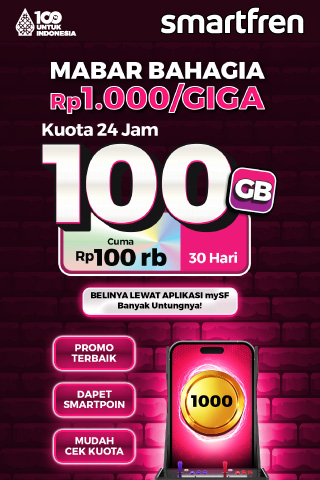 100
UNTUK
INDONESIA
smartfren
MABAR BAHAGIA
Rp1.000/GIGA
Kuota 24 Jam
100 GB
Cuma
Rp100 rb
30 Hari
BELINYA LEWAT APLIKASI mySF
Banyak Untungnya!
PROMO
TERBAIK
DAPET
SMARTPOIN
MUDAH
CEK KUOTA
1000